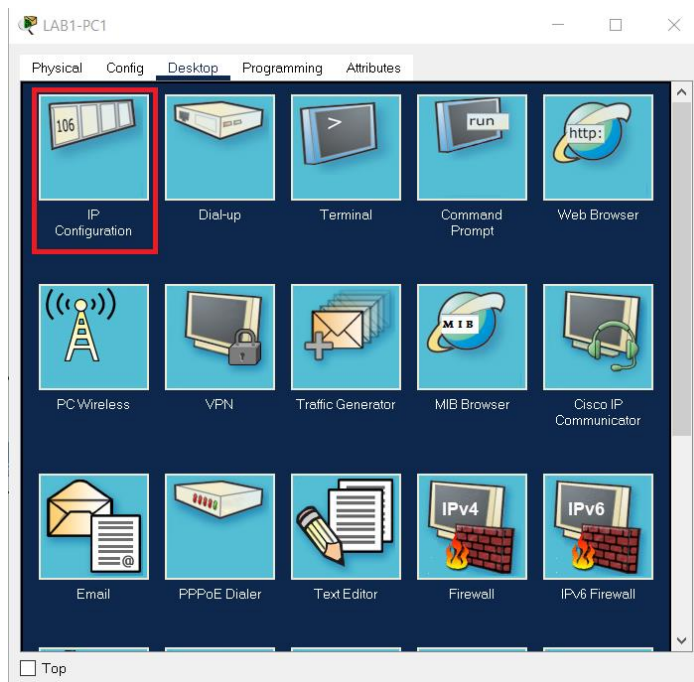 LAB1-PC1
Physical Config Desktop Programming Attributes
106
>
run
http:
IP
Configuration
Dial-up
Terminal
Command
Prompt
Web Browser
MIB
PC Wireless
VPN
Traffic Generator
MIB Browser
Cisco IP
Communicator
@
IPv4
IPv6
Email
PPPoE Dialer
Text Editor
Firewall
IPv6 Firewall
Top